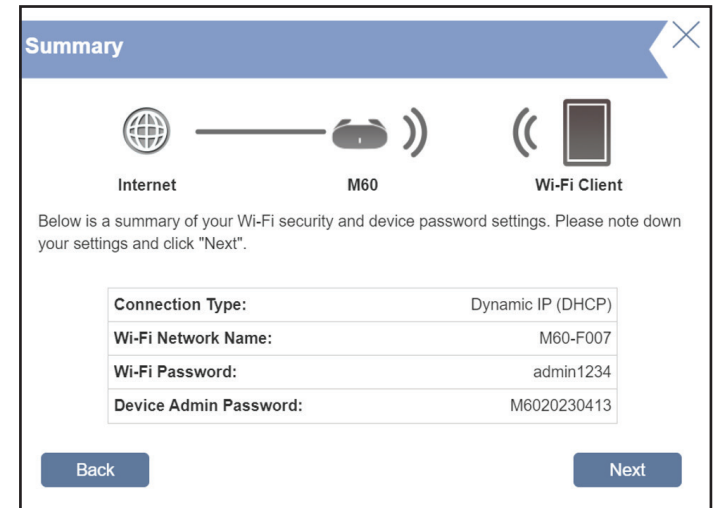 Summary
Internet M60 Wi-Fi Client
Below is a summary of your Wi-Fi security and device password settings. Please note down
your settings and click "Next".
Connection Type: Dynamic IP (DHCP)
Wi-Fi Network Name: M60-F007
Wi-Fi Password: admin1234
Device Admin Password: M6020230413
Back Next